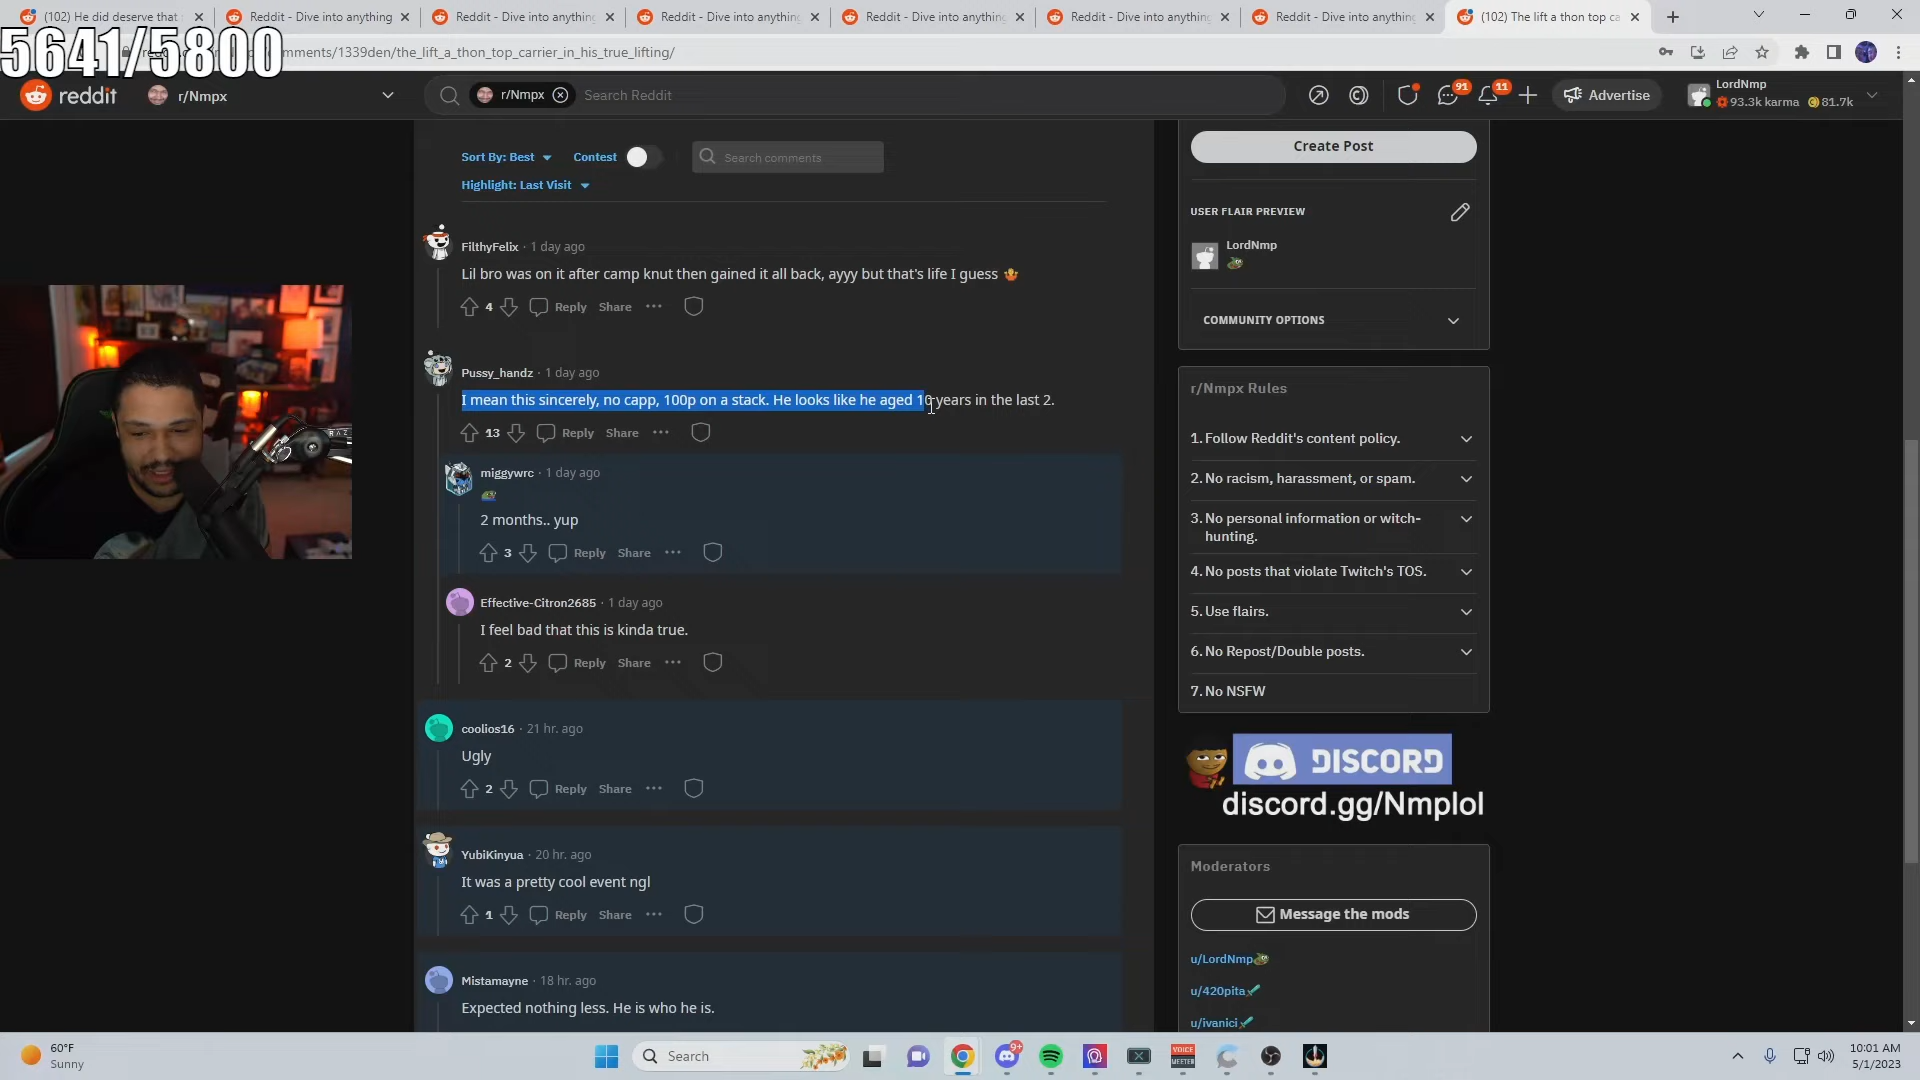 (102) He did deserve that
Reddit - Dive into anything
Reddit - Dive into anything
Reddit - Dive into anything
Reddit - Dive into anything
Reddit - Dive into anything
Reddit - Dive into anything
(102) The lift a thon top ca
5641/5800
mments/1339den/the_lift_a_thon_top_carrier_in_his_true_lifting/
reddit
r/Nmpx
r/Nmpx
Search Reddit
91
11
Advertise
LordNmp
93.3k karma
81.7k
Sort By: Best
Contest
Search comments
Highlight: Last Visit
FilthyFelix · 1 day ago
Lil bro was on it after camp knut then gained it all back, ayyy but that's life I guess
4
Reply
Share
Pussy_handz · 1 day ago
I mean this sincerely, no capp, 100p on a stack. He looks like he aged 10 years in the last 2.
13
Reply
Share
miggywrc · 1 day ago
2 months.. yup
3
Reply
Share
Effective-Citron2685 · 1 day ago
I feel bad that this is kinda true.
2
Reply
Share
coolios16 · 21 hr. ago
Ugly
2
Reply
Share
YubiKinyua · 20 hr. ago
It was a pretty cool event ngl
1
Reply
Share
Mistamayne · 18 hr. ago
Expected nothing less. He is who he is.
Create Post
USER FLAIR PREVIEW
LordNmp
COMMUNITY OPTIONS
r/Nmpx Rules
1. Follow Reddit's content policy.
2. No racism, harassment, or spam.
3. No personal information or witch-
hunting.
4. No posts that violate Twitch's TOS.
5. Use flairs.
6. No Repost/Double posts.
7. No NSFW
DISCORD
discord.gg/Nmplol
Moderators
Message the mods
u/LordNmp
u/420pita
u/ivanici
60°F
Sunny
Search
9+
VOICE
MEETER
10:01 AM
5/1/2023